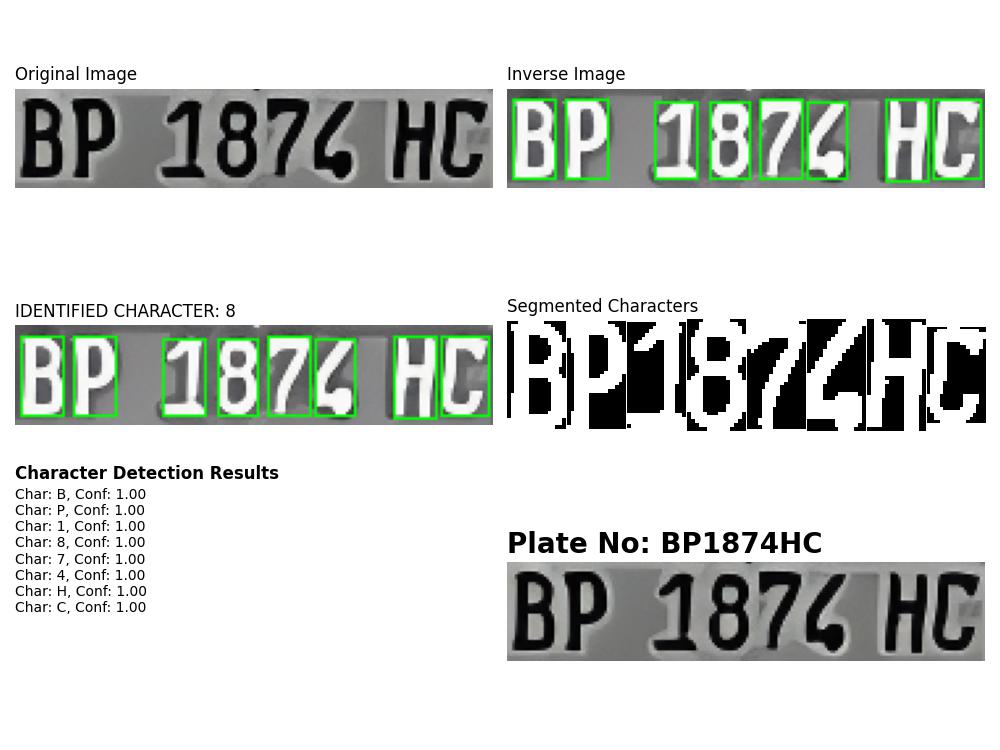 Original Image
BP 1874 HC
Inverse Image
BP 1874 HC
IDENTIFIED CHARACTER: 8
BP 1874 HC
Segmented Characters
BP1874HC
Character Detection Results
Char: B, Conf: 1.00
Char: P, Conf: 1.00
Char: 1, Conf: 1.00
Char: 8, Conf: 1.00
Char: 7, Conf: 1.00
Char: 4, Conf: 1.00
Char: H, Conf: 1.00
Char: C, Conf: 1.00
Plate No: BP1874HC
BP 1874 HC